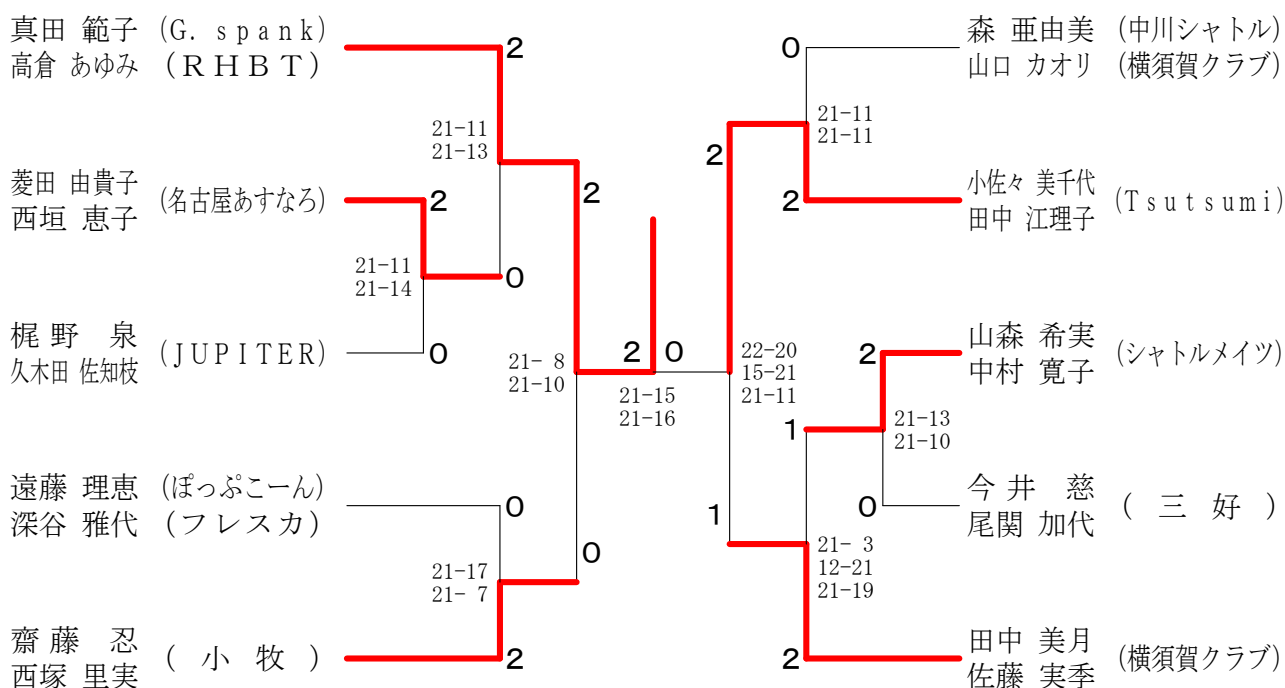 真田 範子 (G. spank)
高倉 あゆみ (ＲＨＢＴ)
2
21-11
21-13
菱田 由貴子
西垣 恵子
(名古屋あすなろ)
2
21-11
21-14
0
梶野 泉
久木田 佐知枝
(JUPITER)
0
2
21- 8
21-10
遠藤 理恵 (ぽっぷこーん)
深谷 雅代 (フレスカ)
0
21-17
21- 7
0
齋藤 忍
西塚 里実
(小牧)
2
2 0
21-15
21-16
森 亜由美 (中川シャトル)
山口 カオリ (横須賀クラブ)
0
21-11
21-11
小佐々 美千代
田中 江理子
(Tsutsumi)
2
2
22-20
15-21
21-11
山森 希実
中村 寛子
(シャトルメイツ)
2
21-13
21-10
1
今井 慈
尾関 加代
(三好)
0
1
21- 3
12-21
21-19
田中 美月
佐藤 実季
(横須賀クラブ)
2